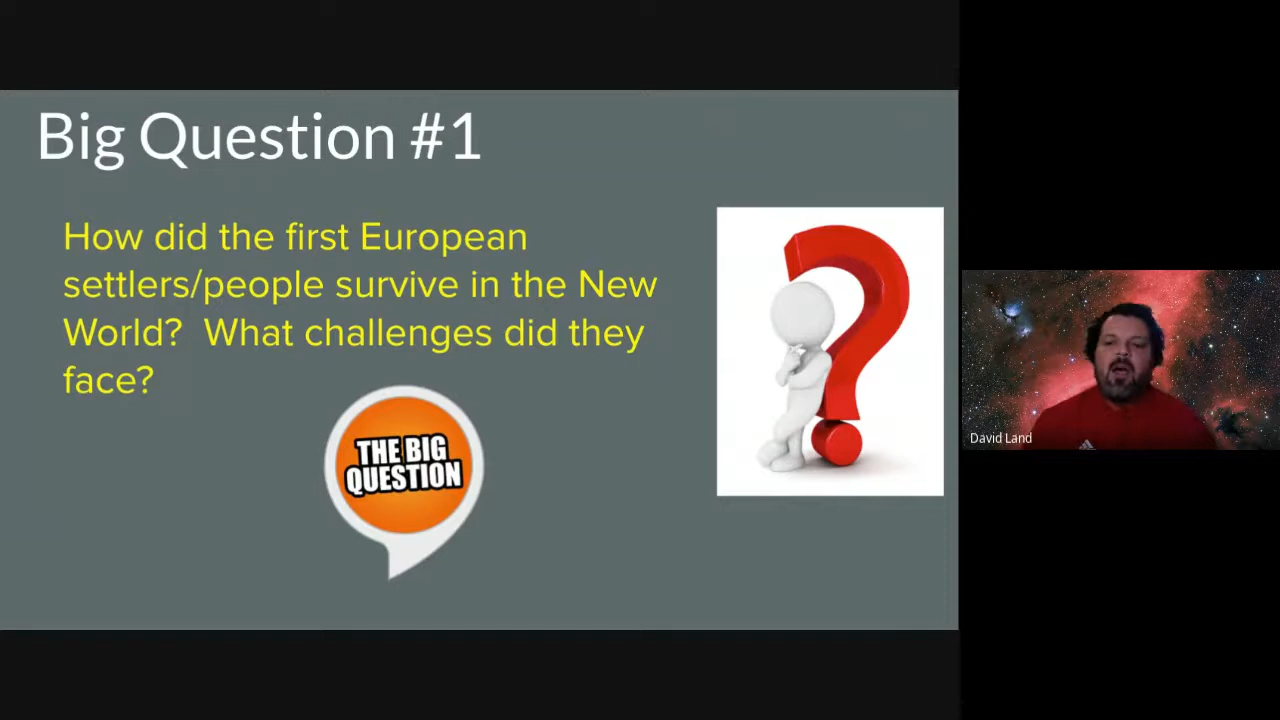 Big Question #1
How did the first European
settlers/people survive in the New
World?  What challenges did they
face?
THE BIG
QUESTION
David Land